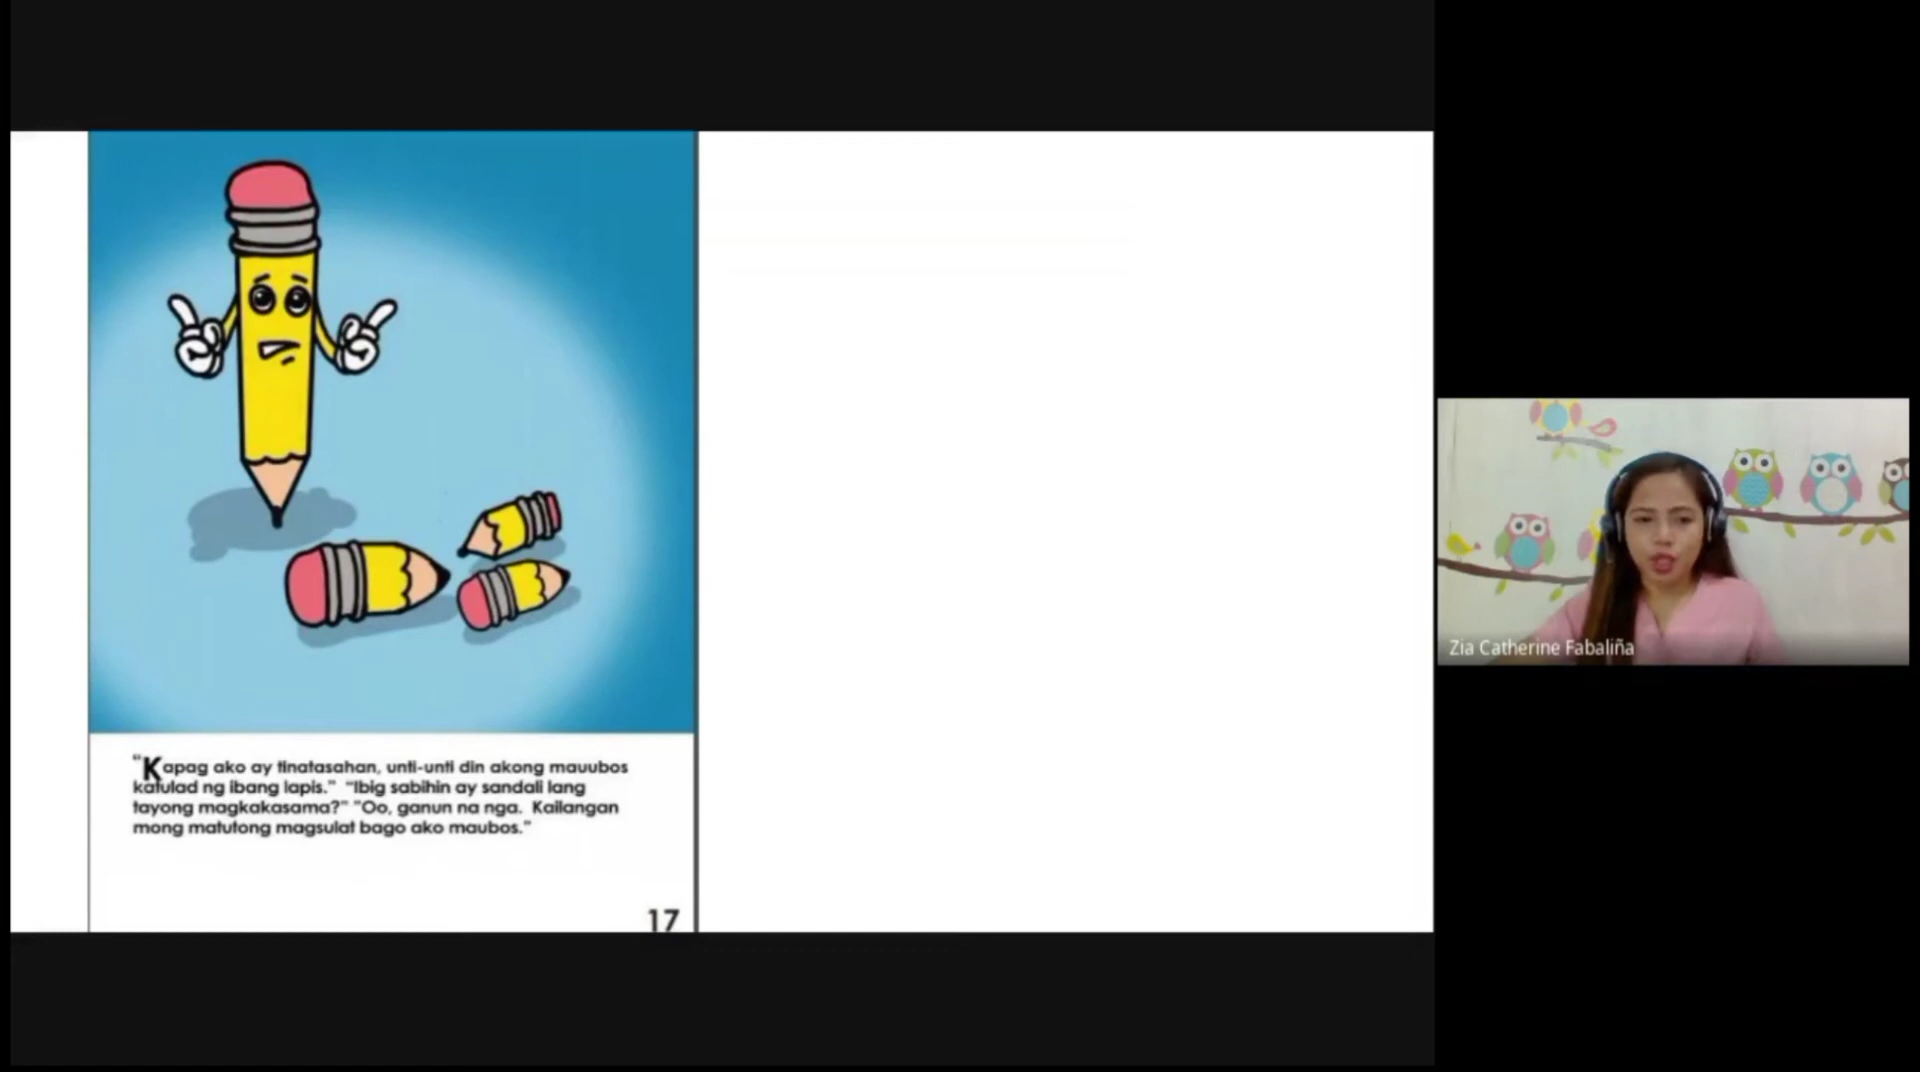 "Kapag ako ay tinatasahan, unti-unti din akong mauubos
katulad ng ibang lapis." "Ibig sabihin ay sandali lang
tayong magkakasama?" "Oo, ganun na nga. Kailangan
mong matutong magsulat bago ako maubos."
17
Zia Catherine Fabaliña